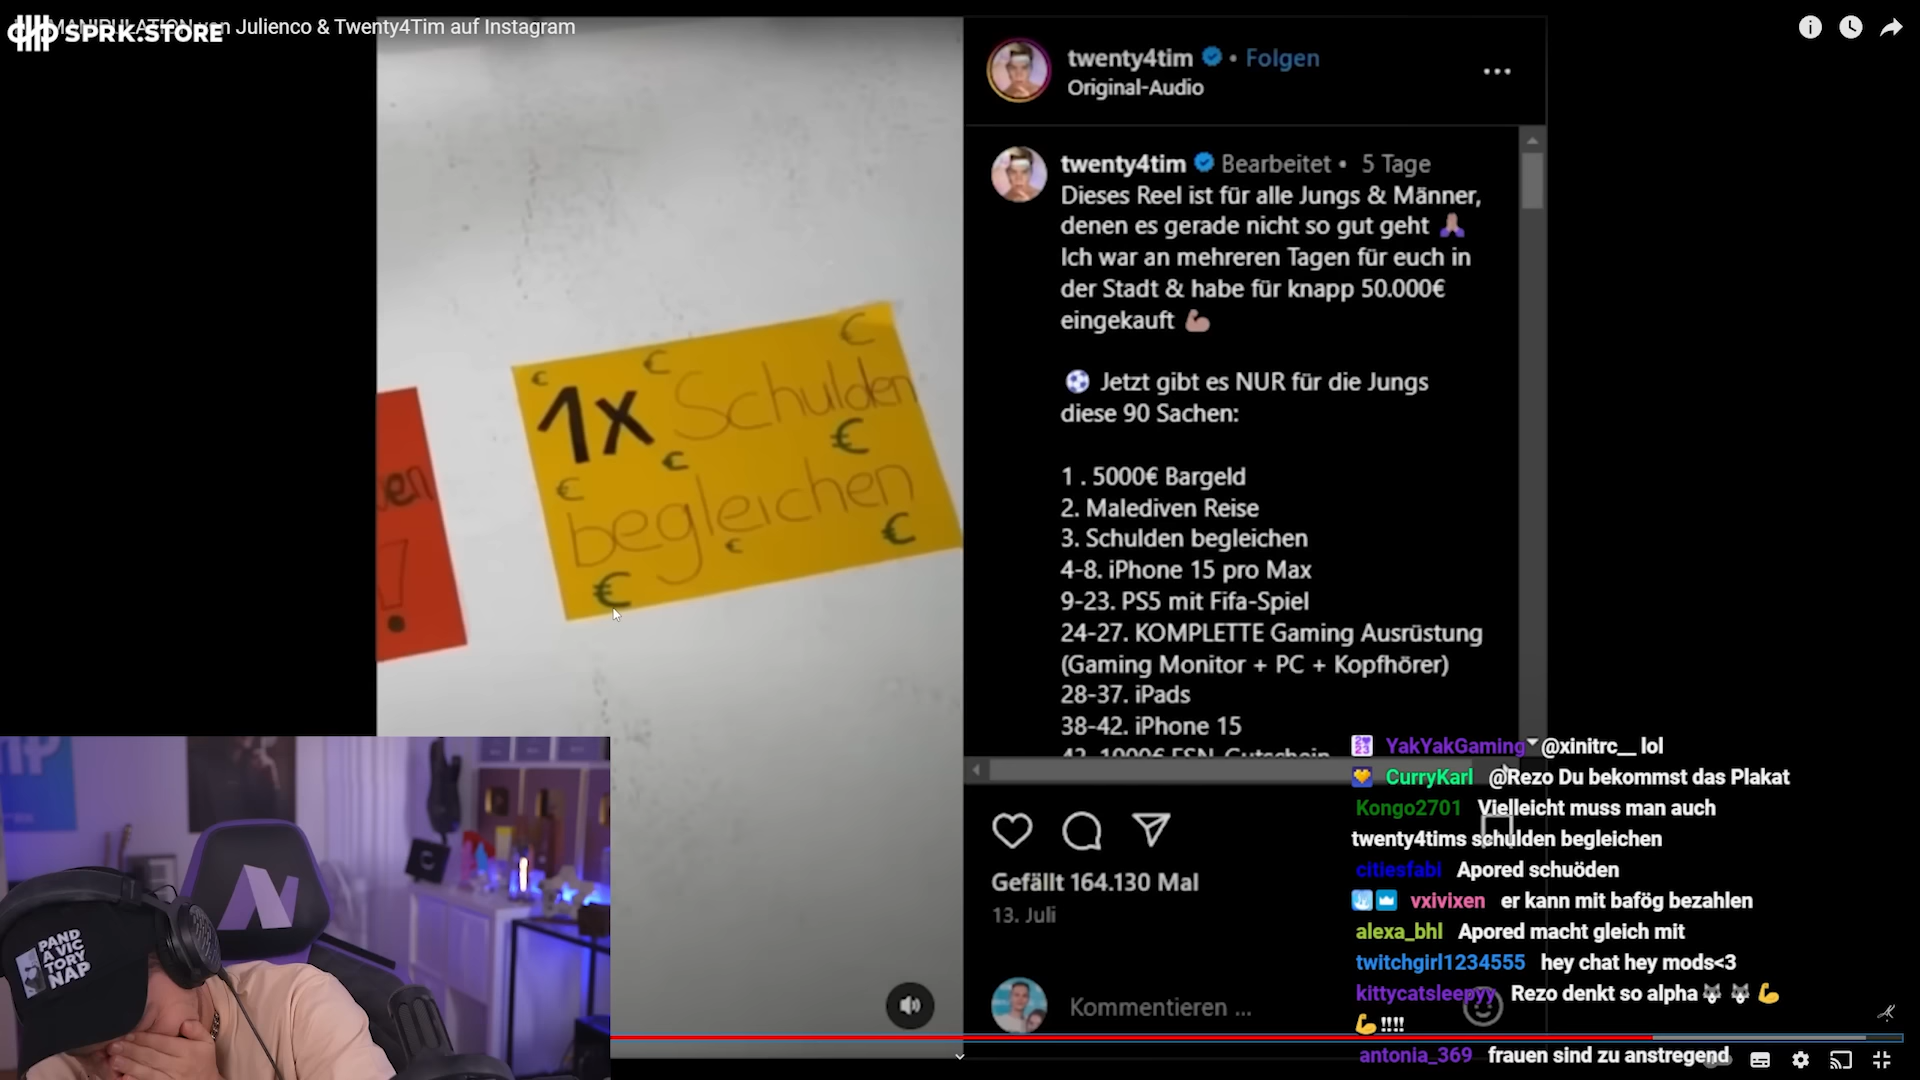 MANIPULATION von Julienco & Twenty4Tim auf Instagram
SPRK.STORE
1x Schulden
begleichen
en
!
twenty4tim • Folgen
Original-Audio
twenty4tim Bearbeitet • 5 Tage
Dieses Reel ist für alle Jungs & Männer,
denen es gerade nicht so gut geht 🙏🏽
Ich war an mehreren Tagen für euch in
der Stadt & habe für knapp 50.000€
eingekauft 💪🏽
⚽ Jetzt gibt es NUR für die Jungs
diese 90 Sachen:
1 . 5000€ Bargeld
2. Malediven Reise
3. Schulden begleichen
4-8. iPhone 15 pro Max
9-23. PS5 mit Fifa-Spiel
24-27. KOMPLETTE Gaming Ausrüstung
(Gaming Monitor + PC + Kopfhörer)
28-37. iPads
38-42. iPhone 15
Gefällt 164.130 Mal
13. Juli
Kommentieren ...
YakYakGaming @xinitrc__ lol
CurryKarl @Rezo Du bekommst das Plakat
Kongo2701 Vielleicht muss man auch
twenty4tims schulden begleichen
citiesfabi Apored schuöden
vxivixen er kann mit bafög bezahlen
alexa_bhl Apored macht gleich mit
twitchgirl1234555 hey chat hey mods<3
kittycatsleepyy Rezo denkt so alpha 🐺 🐺 💪
💪 !!!!
antonia_369 frauen sind zu anstregend
PAND
A VIC
TORY
NAP